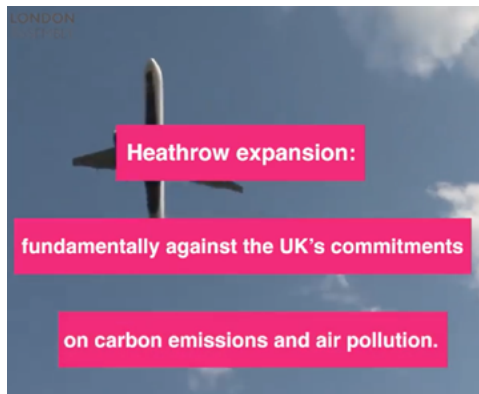 LONDON
Heathrow expansion:
fundamentally against the UK's commitments
on carbon emissions and air pollution.